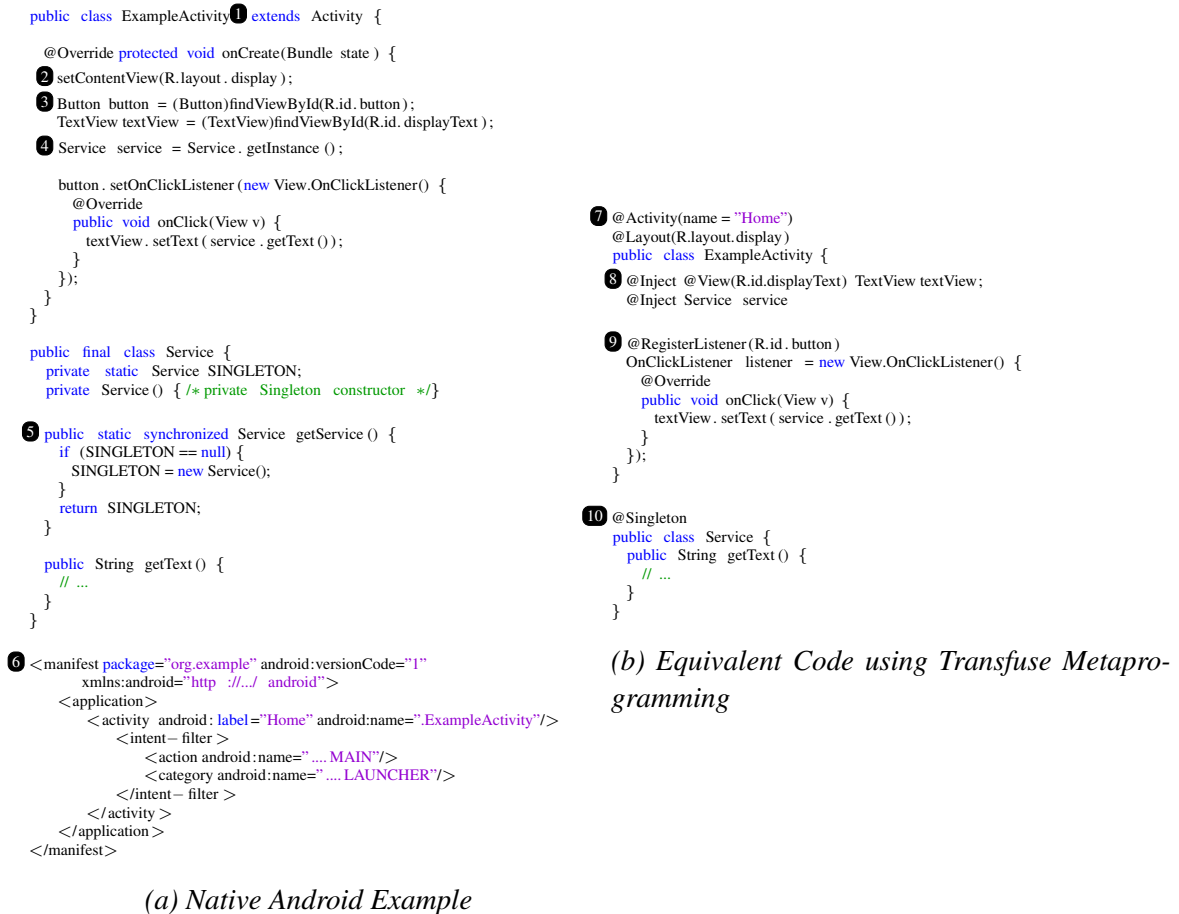 public class ExampleActivity 1 extends Activity {
@Override protected void onCreate(Bundle state) {
2 setContentView(R.layout.display);
3 Button button = (Button)findViewById(R.id.button);
TextView textView = (TextView)findViewById(R.id.displayText);
4 Service service = Service.getInstance();
button.setOnClickListener(new View.OnClickListener() {
@Override
public void onClick(View v) {
textView.setText(service.getText());
}
});
}
}
public final class Service {
private static Service SINGLETON;
private Service() { /* private Singleton constructor */}
5 public static synchronized Service getService() {
if (SINGLETON == null) {
SINGLETON = new Service();
}
return SINGLETON;
}
public String getText() {
// ...
}
}
6 <manifest package="org.example" android:versionCode="1"
xmlns:android="http://.../android">
<application>
<activity android:label="Home" android:name=".ExampleActivity"/>
<intent-filter>
<action android:name="....MAIN"/>
<category android:name="....LAUNCHER"/>
</intent-filter>
</activity>
</application>
</manifest>
(a) Native Android Example
7 @Activity(name = "Home")
@Layout(R.layout.display)
public class ExampleActivity {
8 @Inject @View(R.id.displayText) TextView textView;
@Inject Service service
9 @RegisterListener(R.id.button)
OnClickListener listener = new View.OnClickListener() {
@Override
public void onClick(View v) {
textView.setText(service.getText());
}
});
}
10 @Singleton
public class Service {
public String getText() {
// ...
}
}
(b) Equivalent Code using Transfuse Metapro-
gramming